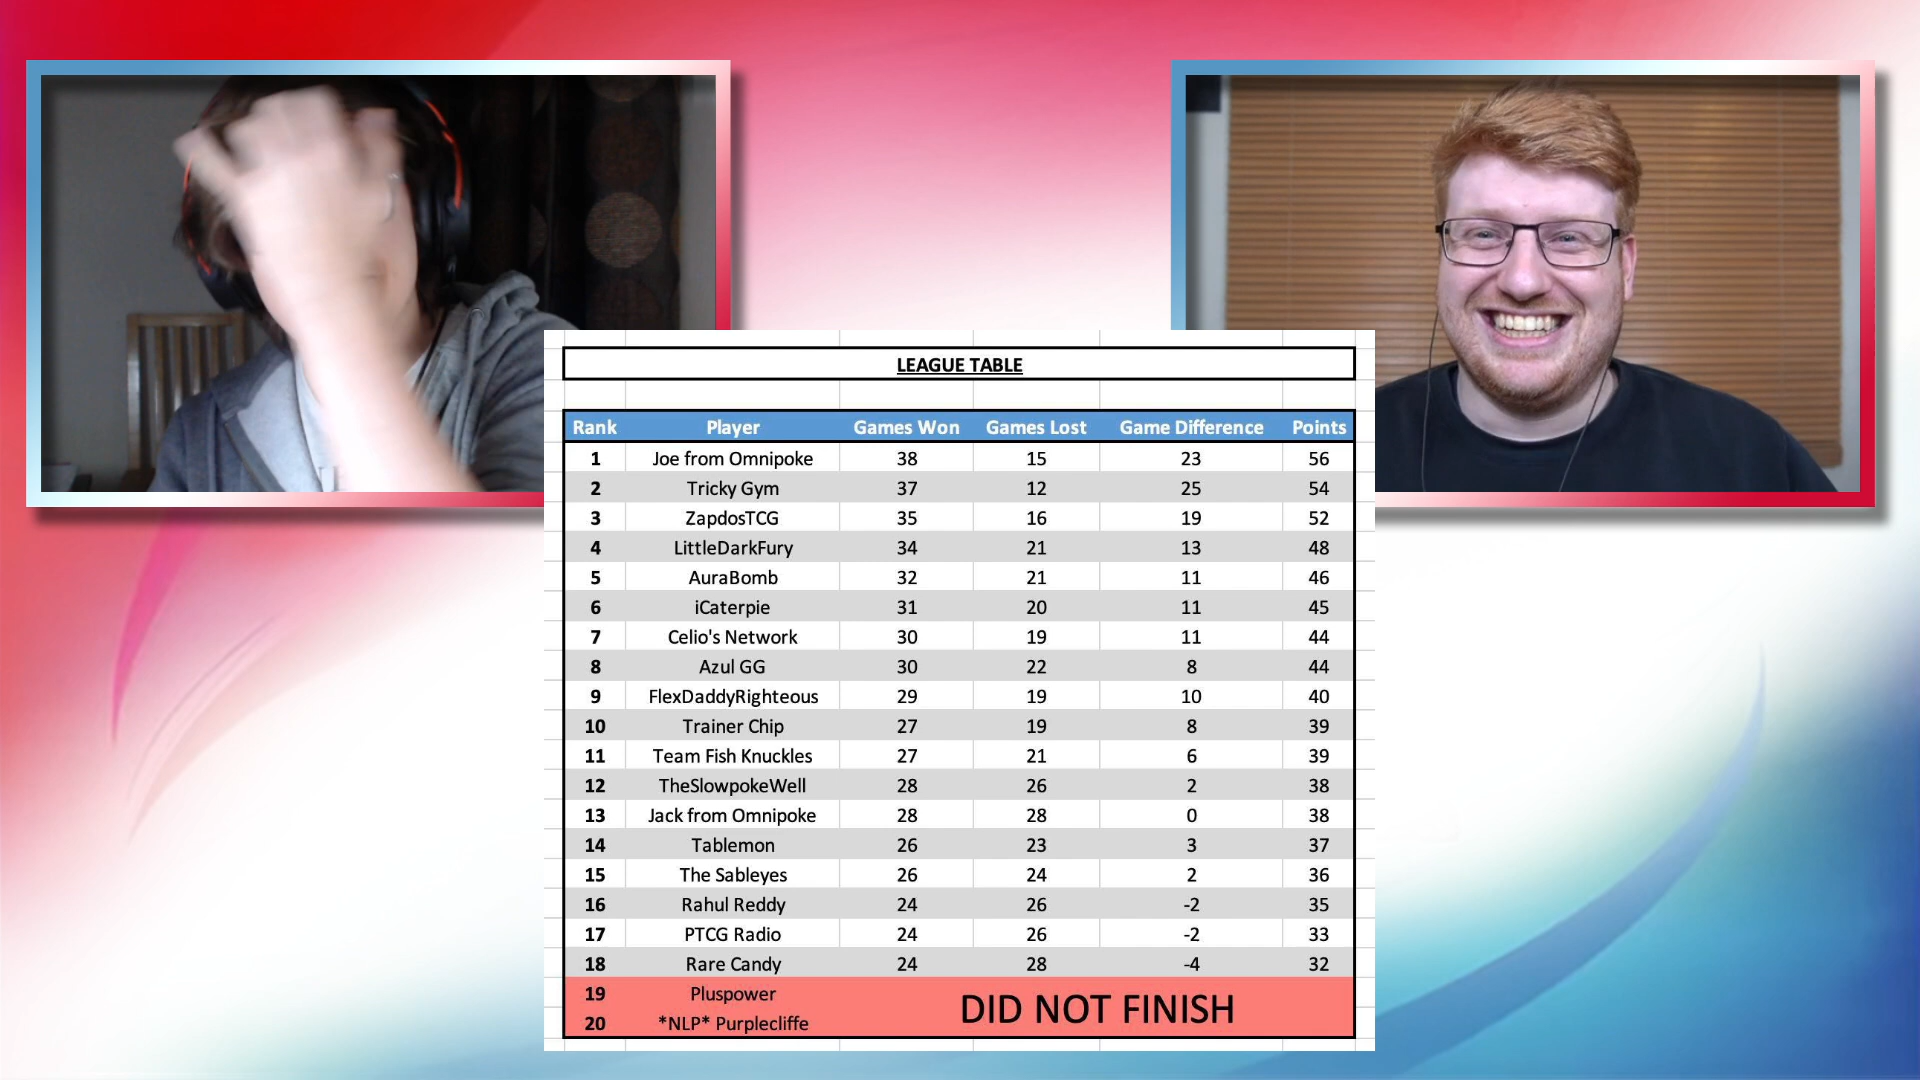 LEAGUE TABLE
Rank Player Games Won Games Lost Game Difference Points
1 Joe from Omnipoke 38 15 23 56
2 Tricky Gym 37 12 25 54
3 ZapdosTCG 35 16 19 52
4 LittleDarkFury 34 21 13 48
5 AuraBomb 32 21 11 46
6 iCaterpie 31 20 11 45
7 Celio's Network 30 19 11 44
8 Azul GG 30 22 8 44
9 FlexDaddyRighteous 29 19 10 40
10 Trainer Chip 27 19 8 39
11 Team Fish Knuckles 27 21 6 39
12 TheSlowpokeWell 28 26 2 38
13 Jack from Omnipoke 28 28 0 38
14 Tablemon 26 23 3 37
15 The Sableyes 26 24 2 36
16 Rahul Reddy 24 26 -2 35
17 PTCG Radio 24 26 -2 33
18 Rare Candy 24 28 -4 32
19 Pluspower
DID NOT FINISH
20 *NLP* Purplecliffe